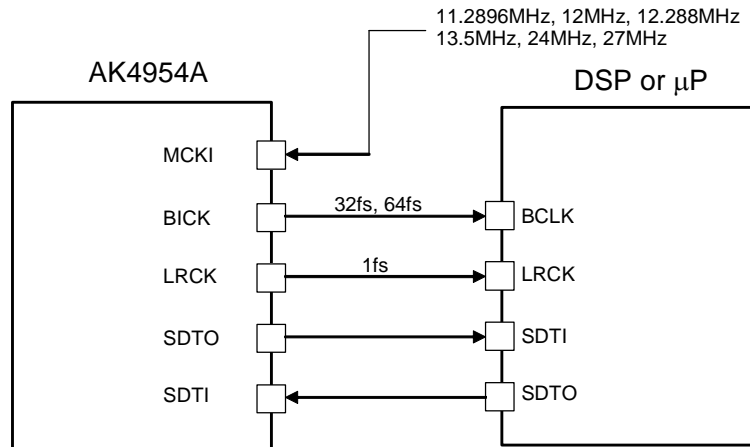 11.2896MHz, 12MHz, 12.288MHz
13.5MHz, 24MHz, 27MHz
AK4954A
DSP or μP
MCKI
BICK
32fs, 64fs
BCLK
LRCK
1fs
LRCK
SDTO
SDTI
SDTI
SDTO